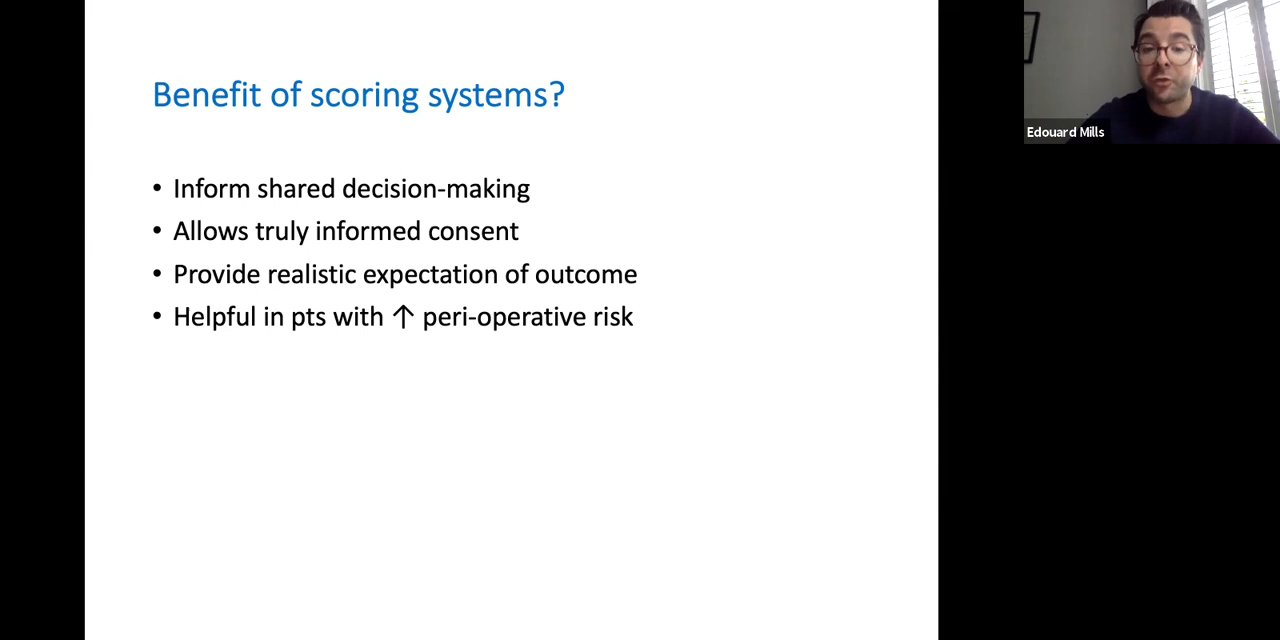 Benefit of scoring systems?
• Inform shared decision-making
• Allows truly informed consent
• Provide realistic expectation of outcome
• Helpful in pts with ↑ peri-operative risk
Edouard Mills